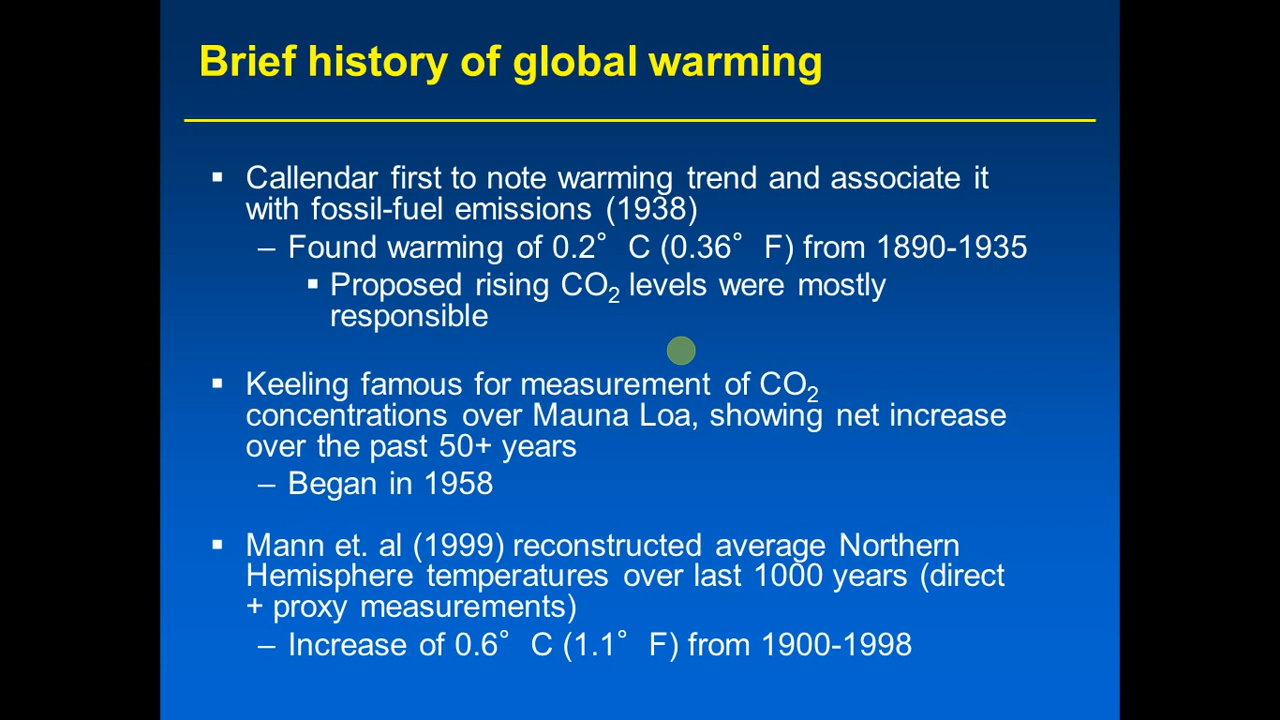 Brief history of global warming
▪ Callendar first to note warming trend and associate it
with fossil-fuel emissions (1938)
– Found warming of 0.2° C (0.36° F) from 1890-1935
▪ Proposed rising CO₂ levels were mostly
responsible
▪ Keeling famous for measurement of CO₂
concentrations over Mauna Loa, showing net increase
over the past 50+ years
– Began in 1958
▪ Mann et. al (1999) reconstructed average Northern
Hemisphere temperatures over last 1000 years (direct
+ proxy measurements)
– Increase of 0.6° C (1.1° F) from 1900-1998